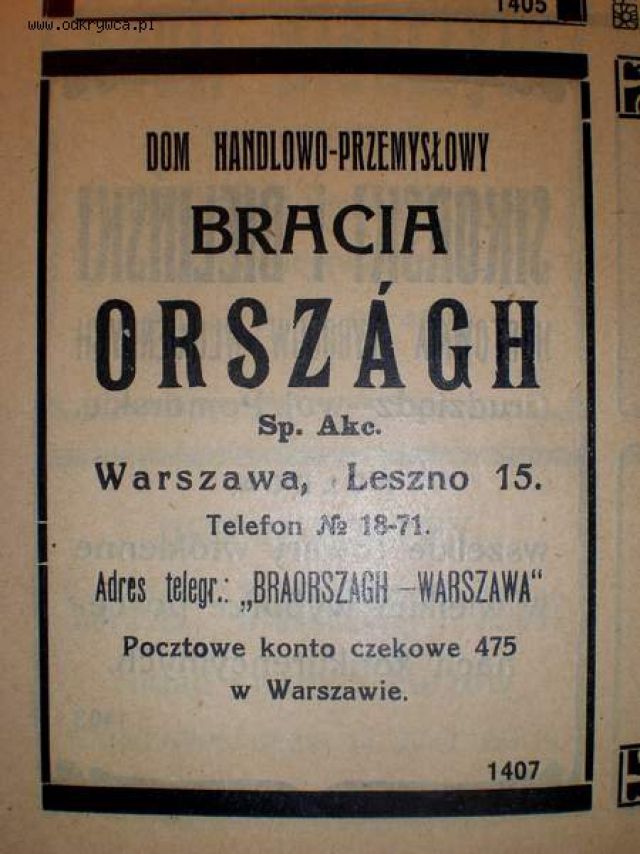 www.odkrywca.pl
1405
DOM HANDLOWO-PRZEMYSŁOWY
BRACIA
ORSZÁGH
Sp. Akc.
Warszawa, Leszno 15.
Telefon № 18-71.
Adres telegr.: „BRAORSZAGH –WARSZAWA“
Pocztowe konto czekowe 475
w Warszawie.
1407